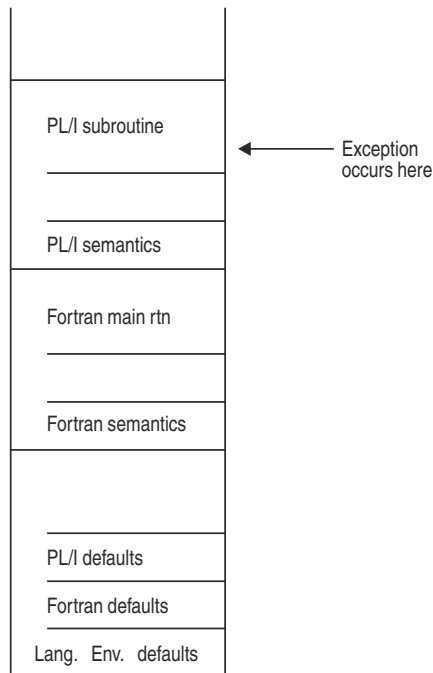 PL/I subroutine
Exception
occurs here
PL/I semantics
Fortran main rtn
Fortran semantics
PL/I defaults
Fortran defaults
Lang. Env. defaults